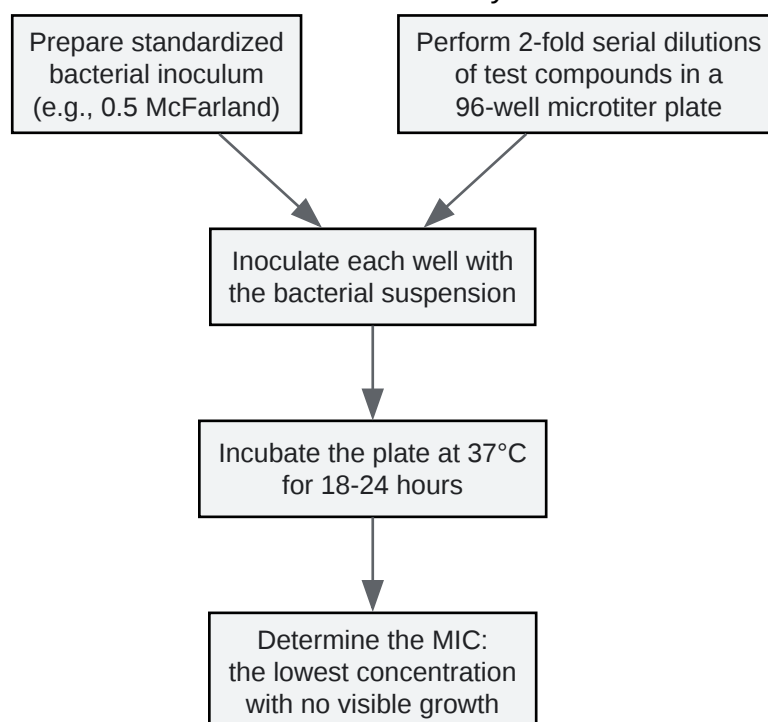 Prepare standardized
bacterial inoculum
(e.g., 0.5 McFarland)
Perform 2-fold serial dilutions
of test compounds in a
96-well microtiter plate
Inoculate each well with
the bacterial suspension
Incubate the plate at 37°C
for 18-24 hours
Determine the MIC:
the lowest concentration
with no visible growth